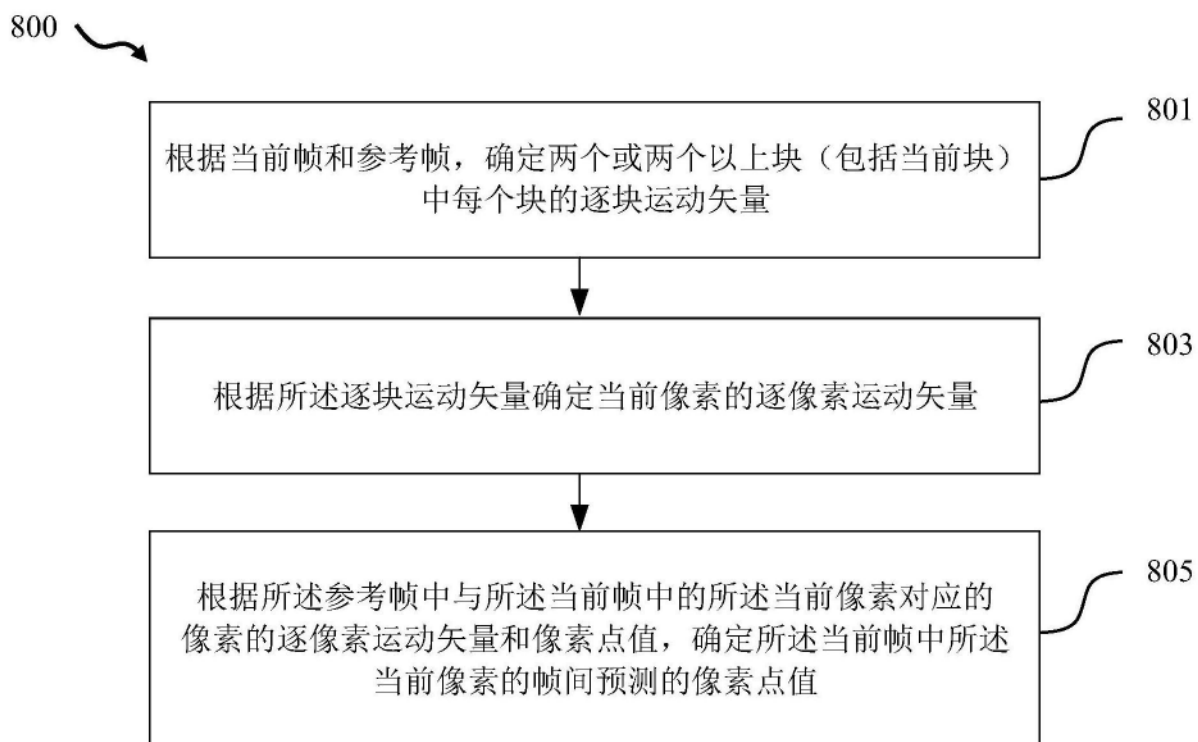 800
801
根据当前帧和参考帧，确定两个或两个以上块（包括当前块）
中每个块的逐块运动矢量
803
根据所述逐块运动矢量确定当前像素的逐像素运动矢量
805
根据所述参考帧中与所述当前帧中的所述当前像素对应的
像素的逐像素运动矢量和像素点值，确定所述当前帧中所述
当前像素的帧间预测的像素点值